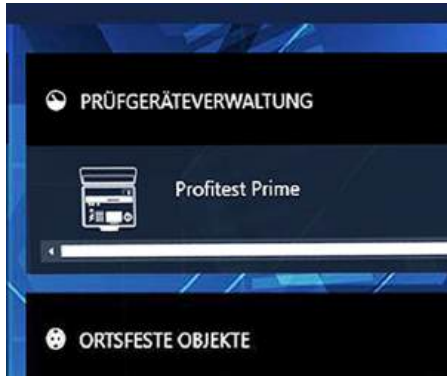 PRÜFGERÄTEVERWALTUNG
Profitest Prime
ORTSFESTE OBJEKTE